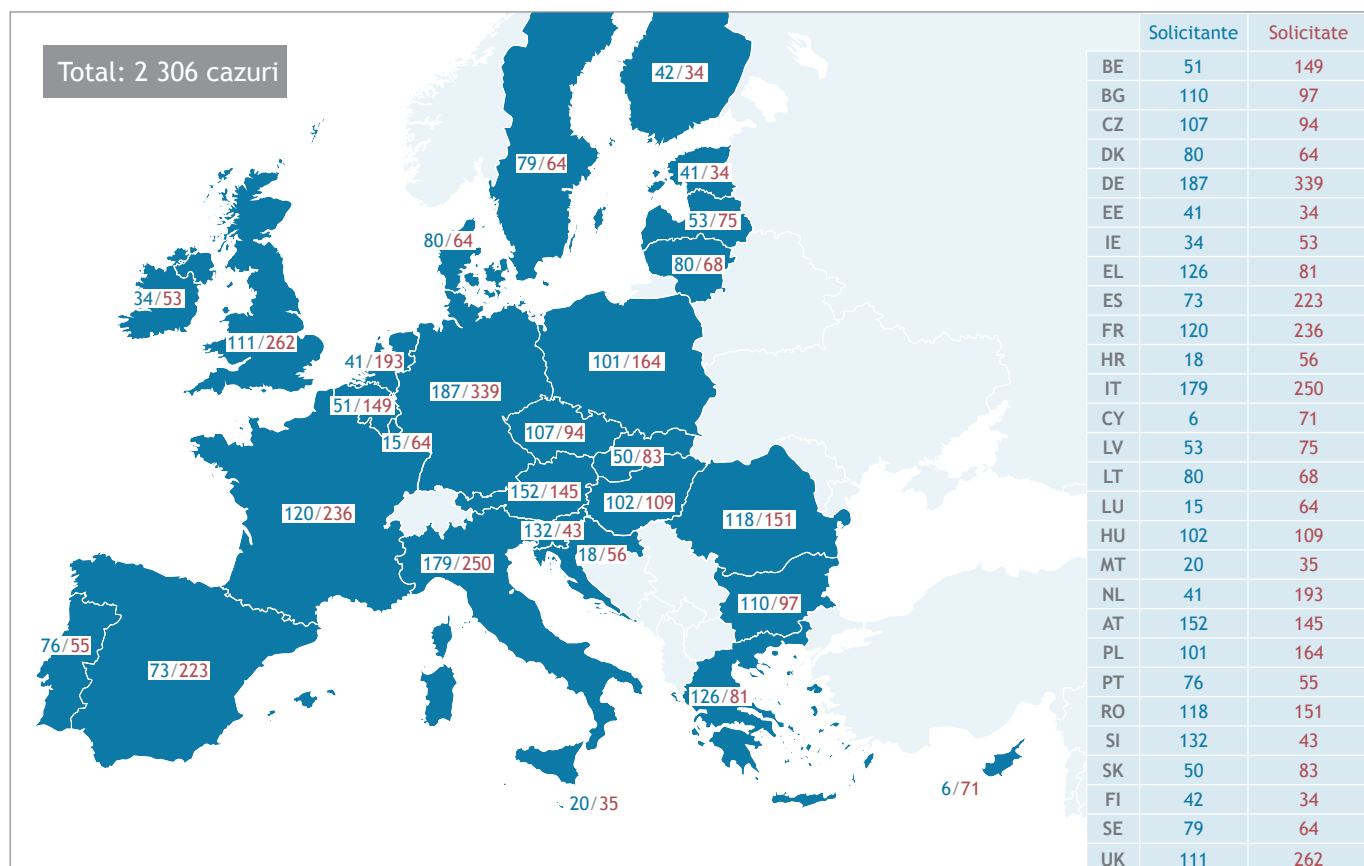 Total: 2 306 cazuri
42/34
79/64
41/34
53/75
80/64
80/68
34/53
111/262
41/193
101/164
187/339
51/149
15/64
107/94
50/83
152/145
102/109
120/236
132/43
118/151
18/56
179/250
110/97
76/55
73/223
126/81
20/35
6/71
Solicitante Solicitate
BE 51 149
BG 110 97
CZ 107 94
DK 80 64
DE 187 339
EE 41 34
IE 34 53
EL 126 81
ES 73 223
FR 120 236
HR 18 56
IT 179 250
CY 6 71
LV 53 75
LT 80 68
LU 15 64
HU 102 109
MT 20 35
NL 41 193
AT 152 145
PL 101 164
PT 76 55
RO 118 151
SI 132 43
SK 50 83
FI 42 34
SE 79 64
UK 111 262